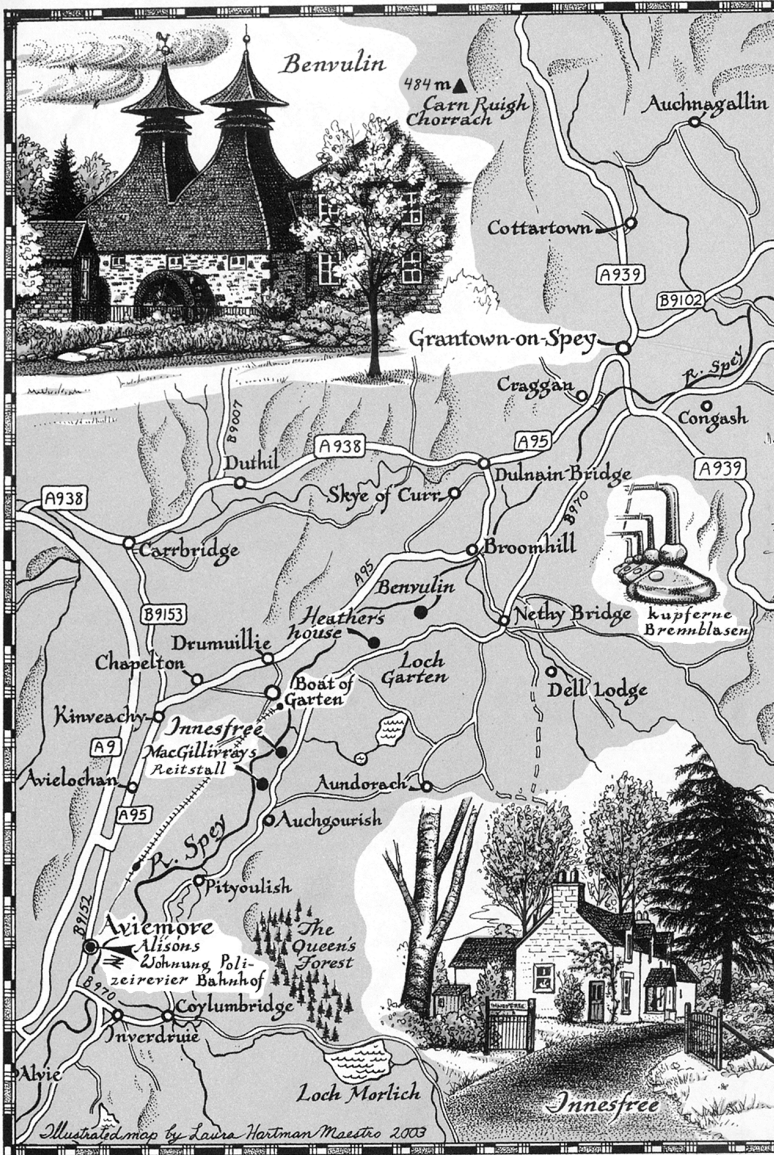 Benvulin
484 m
Carn Ruigh
Chorrach
Auchnagallin
Cottartown
A939
B9102
Grantown-on-Spey
R. Spey
Craggan
Congash
B9007
A938
A95
A939
Duthil
Dulnain Bridge
Skye of Curr
B970
A938
Carrbridge
Broomhill
A95
Benvulin
kupferne
Brennblasen
B9153
Heather's
house
Nethy Bridge
Drumuillie
Chapelton
Loch
Garten
Boat of
Garten
Dell Lodge
Kinveachy
Innesfree
MacGillivrays
Reitstall
A9
Avielochan
Aundorach
A95
Auchgourish
R. Spey
Pityoulish
B9152
Aviemore
Alisons
Wohnung Poli-
zeirevier Bahnhof
The
Queen's
Forest
B970
Coylumbridge
Inverdruie
Alvie
Loch Morlich
INNESFREE
Innesfree
Illustrated map by Laura Hartman Maestro 2003